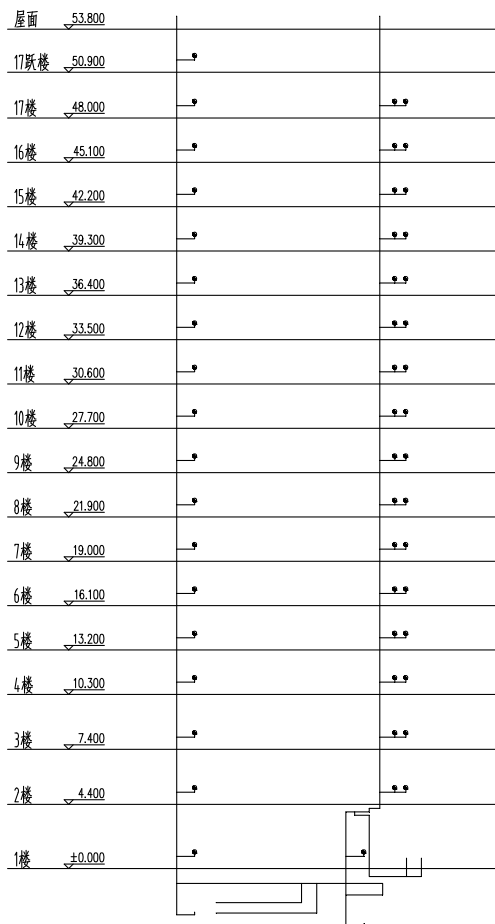 屋面 53.800
17跃楼 50.900
17楼 48.000
16楼 45.100
15楼 42.200
14楼 39.300
13楼 36.400
12楼 33.500
11楼 30.600
10楼 27.700
9楼 24.800
8楼 21.900
7楼 19.000
6楼 16.100
5楼 13.200
4楼 10.300
3楼 7.400
2楼 4.400
1楼 ±0.000